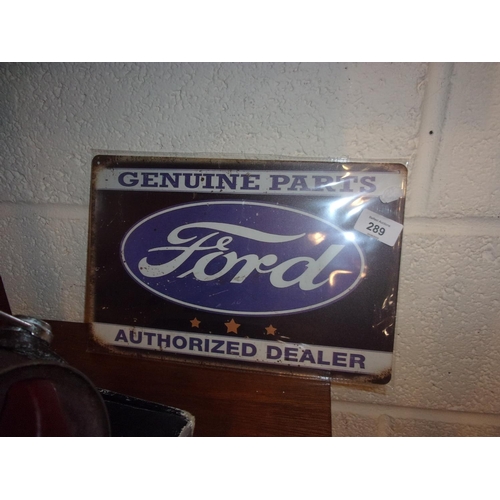 GENUINE PARTS
289
Ford
AUTHORIZED DEALER